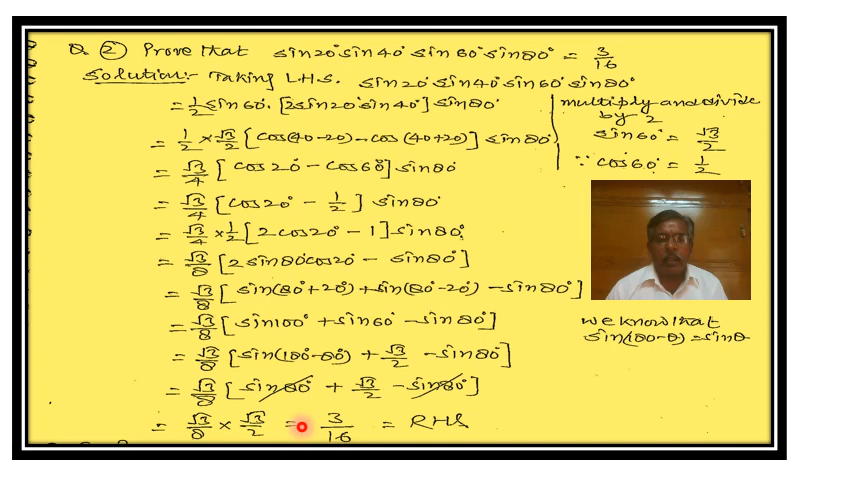 Q. ② Prove that sin20° sin40° sin60° sin80° = 3/16
Solution:- Taking L.H.S. sin20° sin40° sin60° sin80°
= 1/2 sin60. [2sin20° sin40°] sin80°
multiply and divide by 2
= 1/2 × √3/2 [cos(40-20) - cos(40+20)] sin80°
sin60° = √3/2
= √3/4 [cos20° - cos60°] sin80
∵ cos60° = 1/2
= √3/4 [cos20° - 1/2] sin80°
= √3/4 × 1/2 [2cos20° - 1] sin80°
= √3/8 [2sin80°cos20° - sin80°]
= √3/8 [sin(80°+20°) + sin(80°-20°) - sin80°]
= √3/8 [sin100° + sin60° - sin80°]
we know that
sin(180-θ) = sinθ
= √3/8 [sin(180-80°) + √3/2 - sin80°]
= √3/8 [sin80° + √3/2 - sin80°]
= √3/8 × √3/2 = 3/16 = RHS